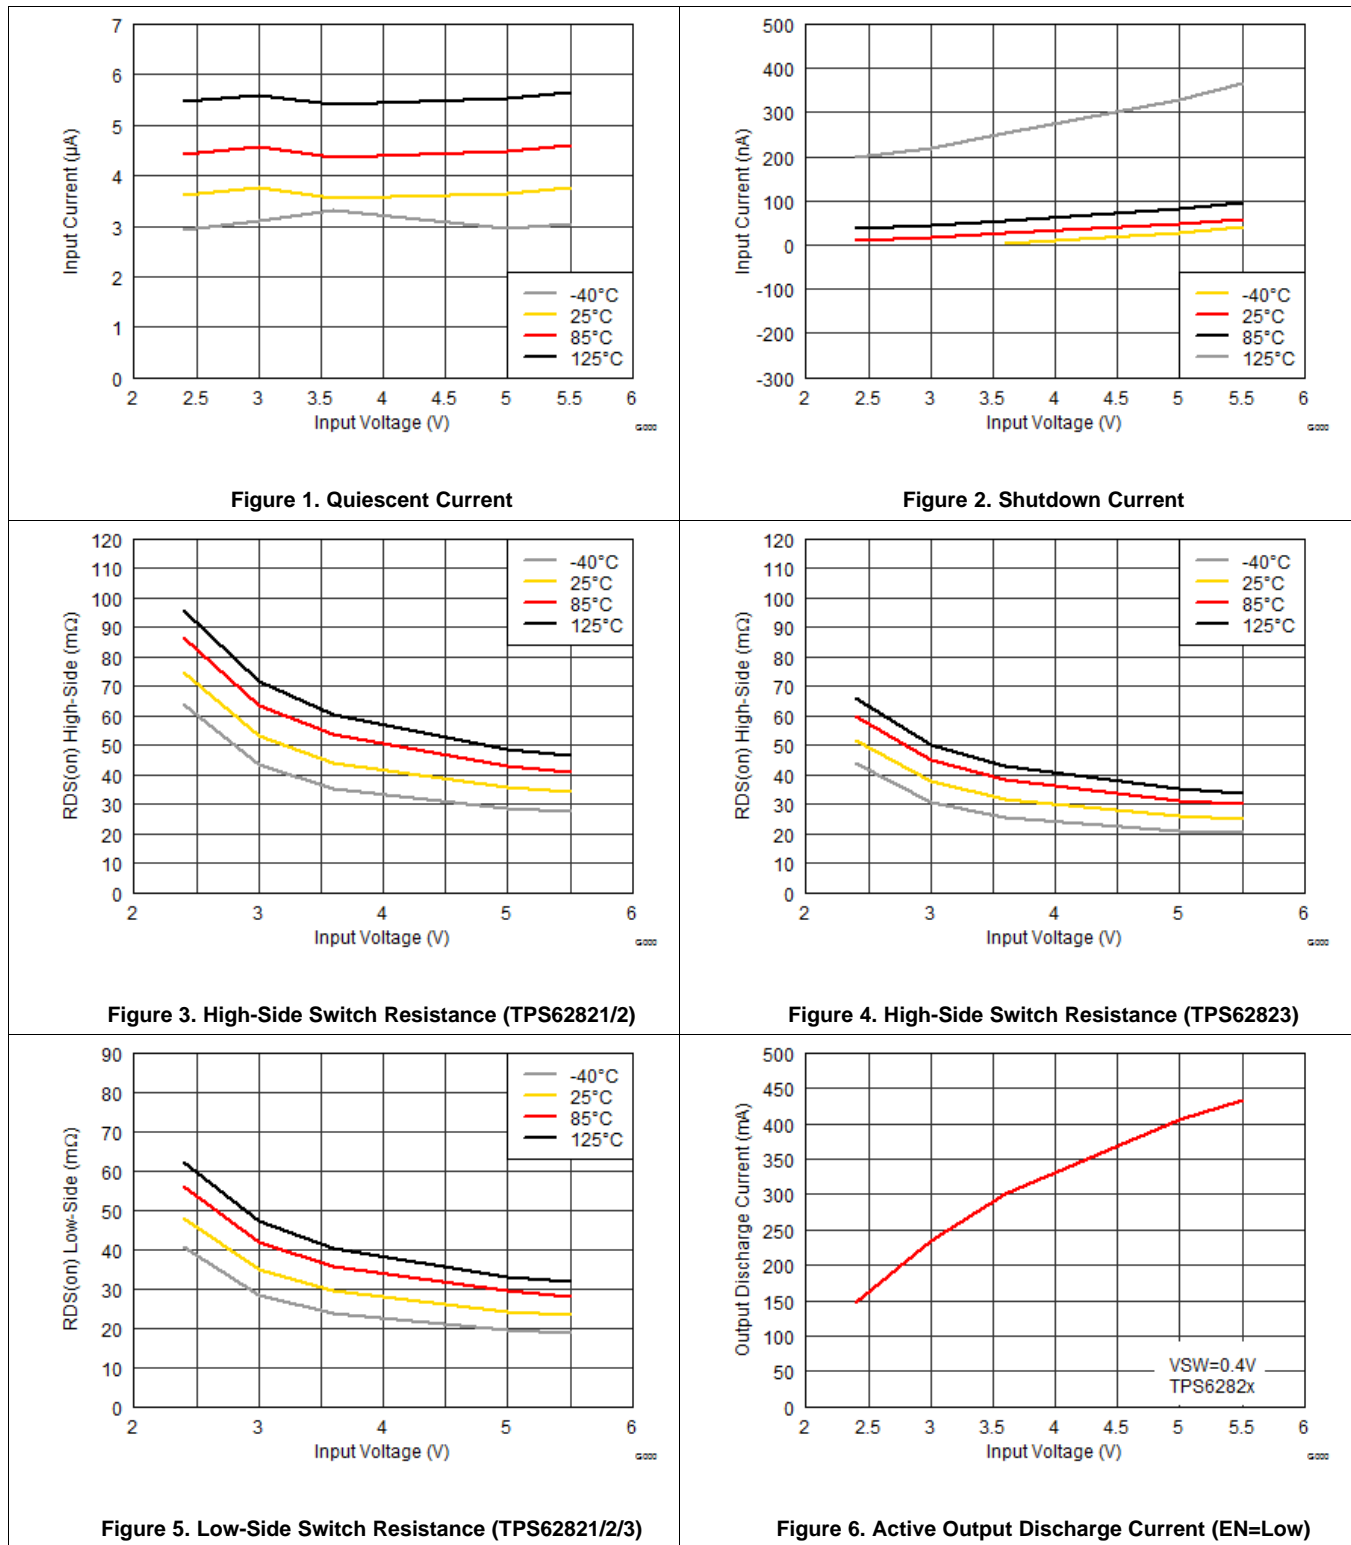 7
6
5
4
3
2
1
0
Input Current (µA)
-40°C
25°C
85°C
125°C
2 2.5 3 3.5 4 4.5 5 5.5 6
Input Voltage (V)
Figure 1. Quiescent Current
500
400
300
200
100
0
-100
-200
-300
Input Current (nA)
-40°C
25°C
85°C
125°C
2 2.5 3 3.5 4 4.5 5 5.5 6
Input Voltage (V)
Figure 2. Shutdown Current
120
110
100
90
80
70
60
50
40
30
20
10
0
RDS(on) High-Side (mΩ)
-40°C
25°C
85°C
125°C
2 3 4 5 6
Input Voltage (V)
Figure 3. High-Side Switch Resistance (TPS62821/2)
120
110
100
90
80
70
60
50
40
30
20
10
0
RDS(on) High-Side (mΩ)
-40°C
25°C
85°C
125°C
2 3 4 5 6
Input Voltage (V)
Figure 4. High-Side Switch Resistance (TPS62823)
90
80
70
60
50
40
30
20
10
0
RDS(on) Low-Side (mΩ)
-40°C
25°C
85°C
125°C
2 3 4 5 6
Input Voltage (V)
Figure 5. Low-Side Switch Resistance (TPS62821/2/3)
500
450
400
350
300
250
200
150
100
50
0
Output Discharge Current (mA)
VSW=0.4V
TPS6282x
2 2.5 3 3.5 4 4.5 5 5.5 6
Input Voltage (V)
Figure 6. Active Output Discharge Current (EN=Low)